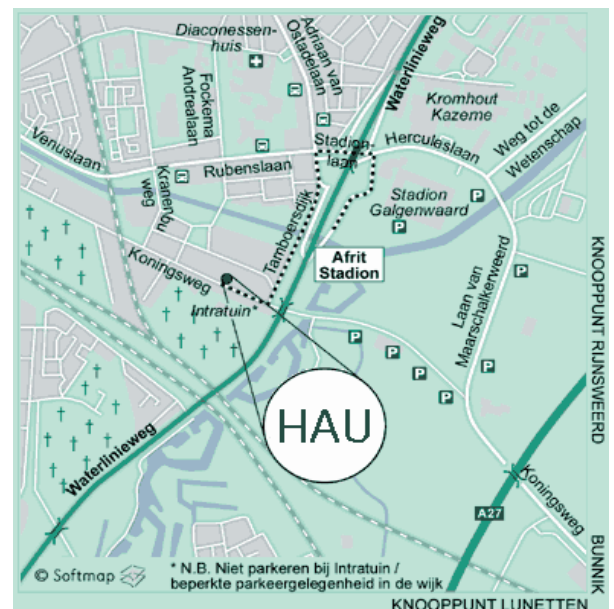 Diaconessen-
huis
Adriaan van
Ostadelaan
Waterlinieweg
Fockema
Andrealaan
Kromhout
Kazerne
Venuslaan
Rubenslaan
Stadion-
laan
Herculeslaan
Weg tot de
Wetenschap
Kranenburg
weg
Tamboersdijk
Stadion
Galgenwaard
P
P
Koningsweg
Afrit
Stadion
Intratuin
Laan van
Maarschalkerweerd
P
P
P
P
P
P
P
HAU
KNOOPPUNT RIJNSWEERD
Waterlinieweg
Koningsweg
A27
BUNNIK
© Softmap
* N.B. Niet parkeren bij Intratuin /
beperkte parkeergelegenheid in de wijk
KNOOPPUNT LUNETTEN